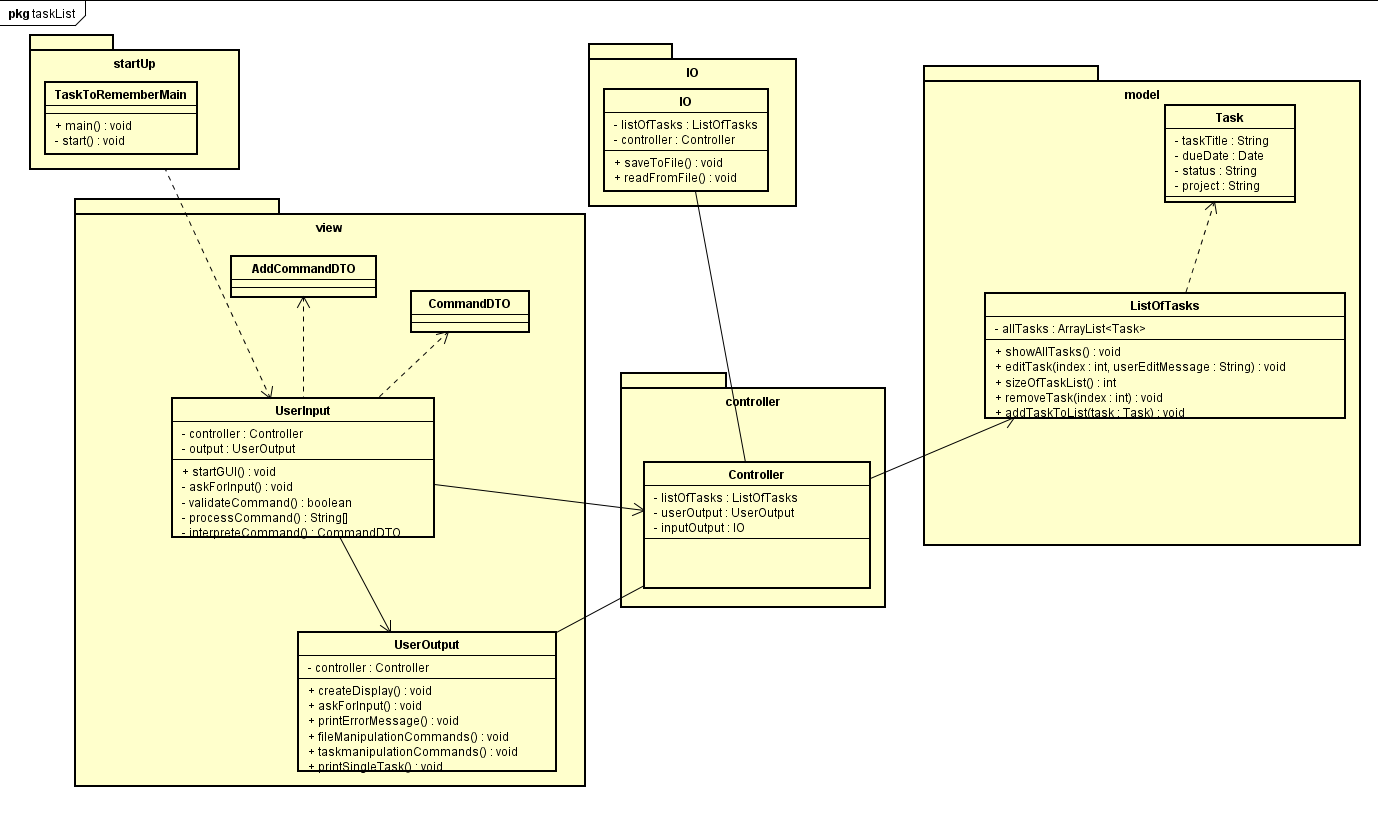 pkg taskList
startUp
TaskToRememberMain
+ main() : void
- start() : void
IO
IO
- listOfTasks : ListOfTasks
- controller : Controller
+ saveToFile() : void
+ readFromFile() : void
model
Task
- taskTitle : String
- dueDate : Date
- status : String
- project : String
ListOfTasks
- allTasks : ArrayList<Task>
+ showAllTasks() : void
+ editTask(index : int, userEditMessage : String) : void
+ sizeOfTaskList() : int
+ removeTask(index : int) : void
+ addTaskToList(task : Task) : void
view
AddCommandDTO
CommandDTO
UserInput
- controller : Controller
- output : UserOutput
+ startGUI() : void
- askForInput() : void
- validateCommand() : boolean
- processCommand() : String[]
- interpreteCommand() : CommandDTO
controller
Controller
- listOfTasks : ListOfTasks
- userOutput : UserOutput
- inputOutput : IO
UserOutput
- controller : Controller
+ createDisplay() : void
+ askForInput() : void
+ printErrorMessage() : void
+ fileManipulationCommands() : void
+ taskmanipulationCommands() : void
+ printSingleTask() : void